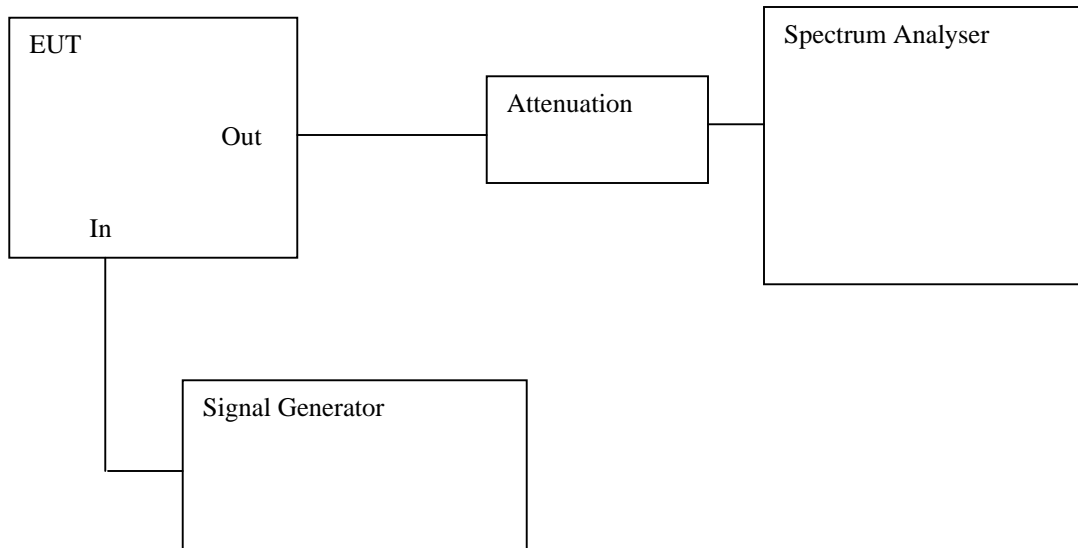 EUT
Spectrum Analyser
Attenuation
Out
In
Signal Generator